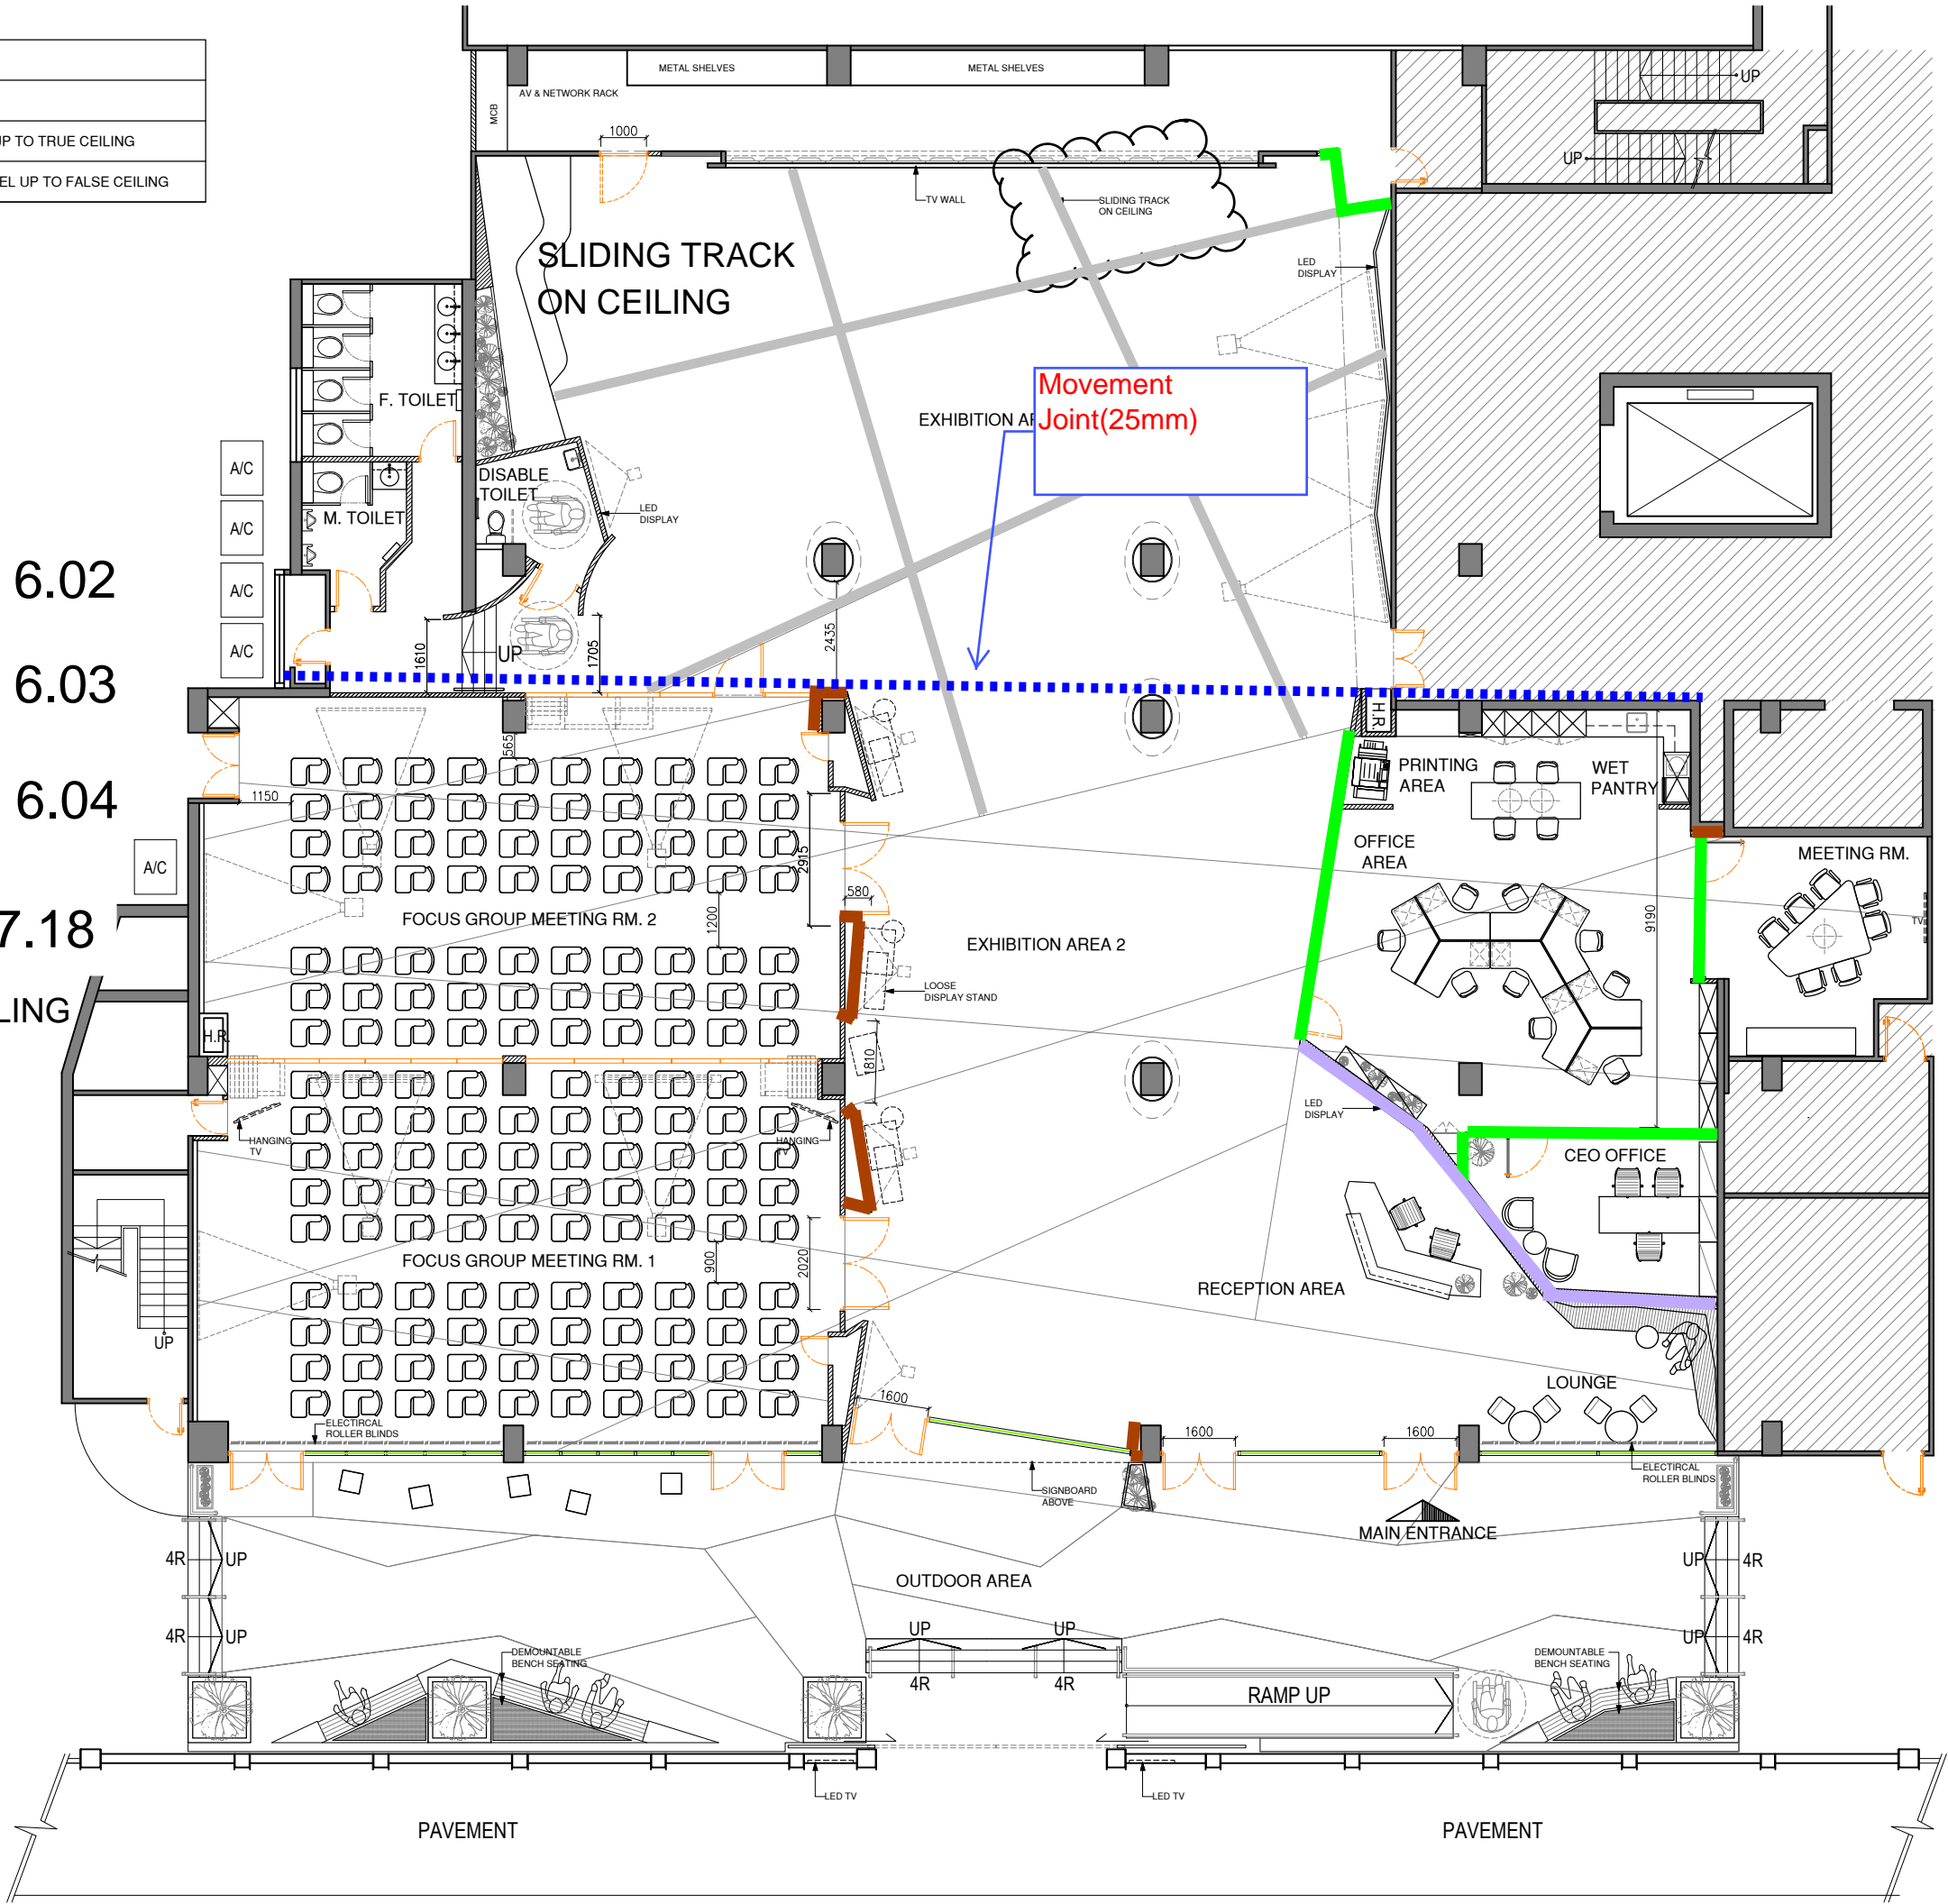 UP TO TRUE CEILING
EL UP TO FALSE CEILING
METAL SHELVES
METAL SHELVES
AV & NETWORK RACK
MCB
1000
UP
UP
TV WALL
SLIDING TRACK
ON CEILING
SLIDING TRACK
ON CEILING
LED
DISPLAY
F. TOILET
Movement
Joint(25mm)
EXHIBITION AR
A/C
DISABLE
TOILET
M. TOILET
LED
DISPLAY
A/C
6.02
A/C
A/C
1610
UP
1705
2435
6.03
H.R.
565
PRINTING
AREA
WET
PANTRY
6.04
1150
2915
OFFICE
AREA
MEETING RM.
A/C
580
7.18
FOCUS GROUP MEETING RM. 2
1200
EXHIBITION AREA 2
9190
TV
LOOSE
DISPLAY STAND
LING
H.R.
1810
LED
DISPLAY
HANGING
TV
HANGING
TV
CEO OFFICE
FOCUS GROUP MEETING RM. 1
900
2020
RECEPTION AREA
UP
LOUNGE
1600
ELECTIRCAL
ROLLER BLINDS
1600
1600
ELECTIRCAL
ROLLER BLINDS
SIGNBOARD
ABOVE
MAIN ENTRANCE
4R
UP
UP
4R
OUTDOOR AREA
4R
UP
UP
UP
UP
4R
DEMOUNTABLE
BENCH SEATING
DEMOUNTABLE
BENCH SEATING
4R
4R
RAMP UP
LED TV
LED TV
PAVEMENT
PAVEMENT